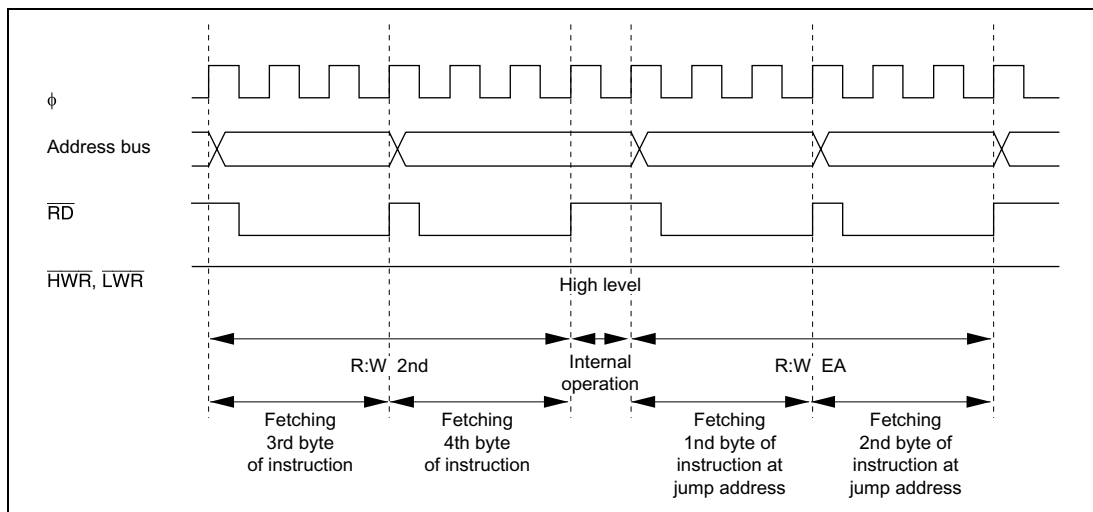 φ
Address bus
RD
HWR, LWR
High level
R:W 2nd
Internal
operation
R:W EA
Fetching
3rd byte
of instruction
Fetching
4th byte
of instruction
Fetching
1nd byte of
instruction at
jump address
Fetching
2nd byte of
instruction at
jump address